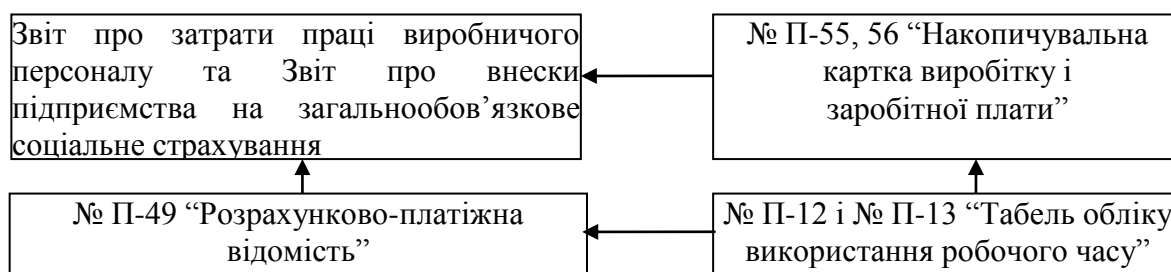 Звіт про затрати праці виробничого
персоналу та Звіт про внески
підприємства на загальнообов’язкове
соціальне страхування
№ П-55, 56 “Накопичувальна
картка виробітку і
заробітної плати”
№ П-49 “Розрахунково-платіжна
відомість”
№ П-12 і № П-13 “Табель обліку
використання робочого часу”